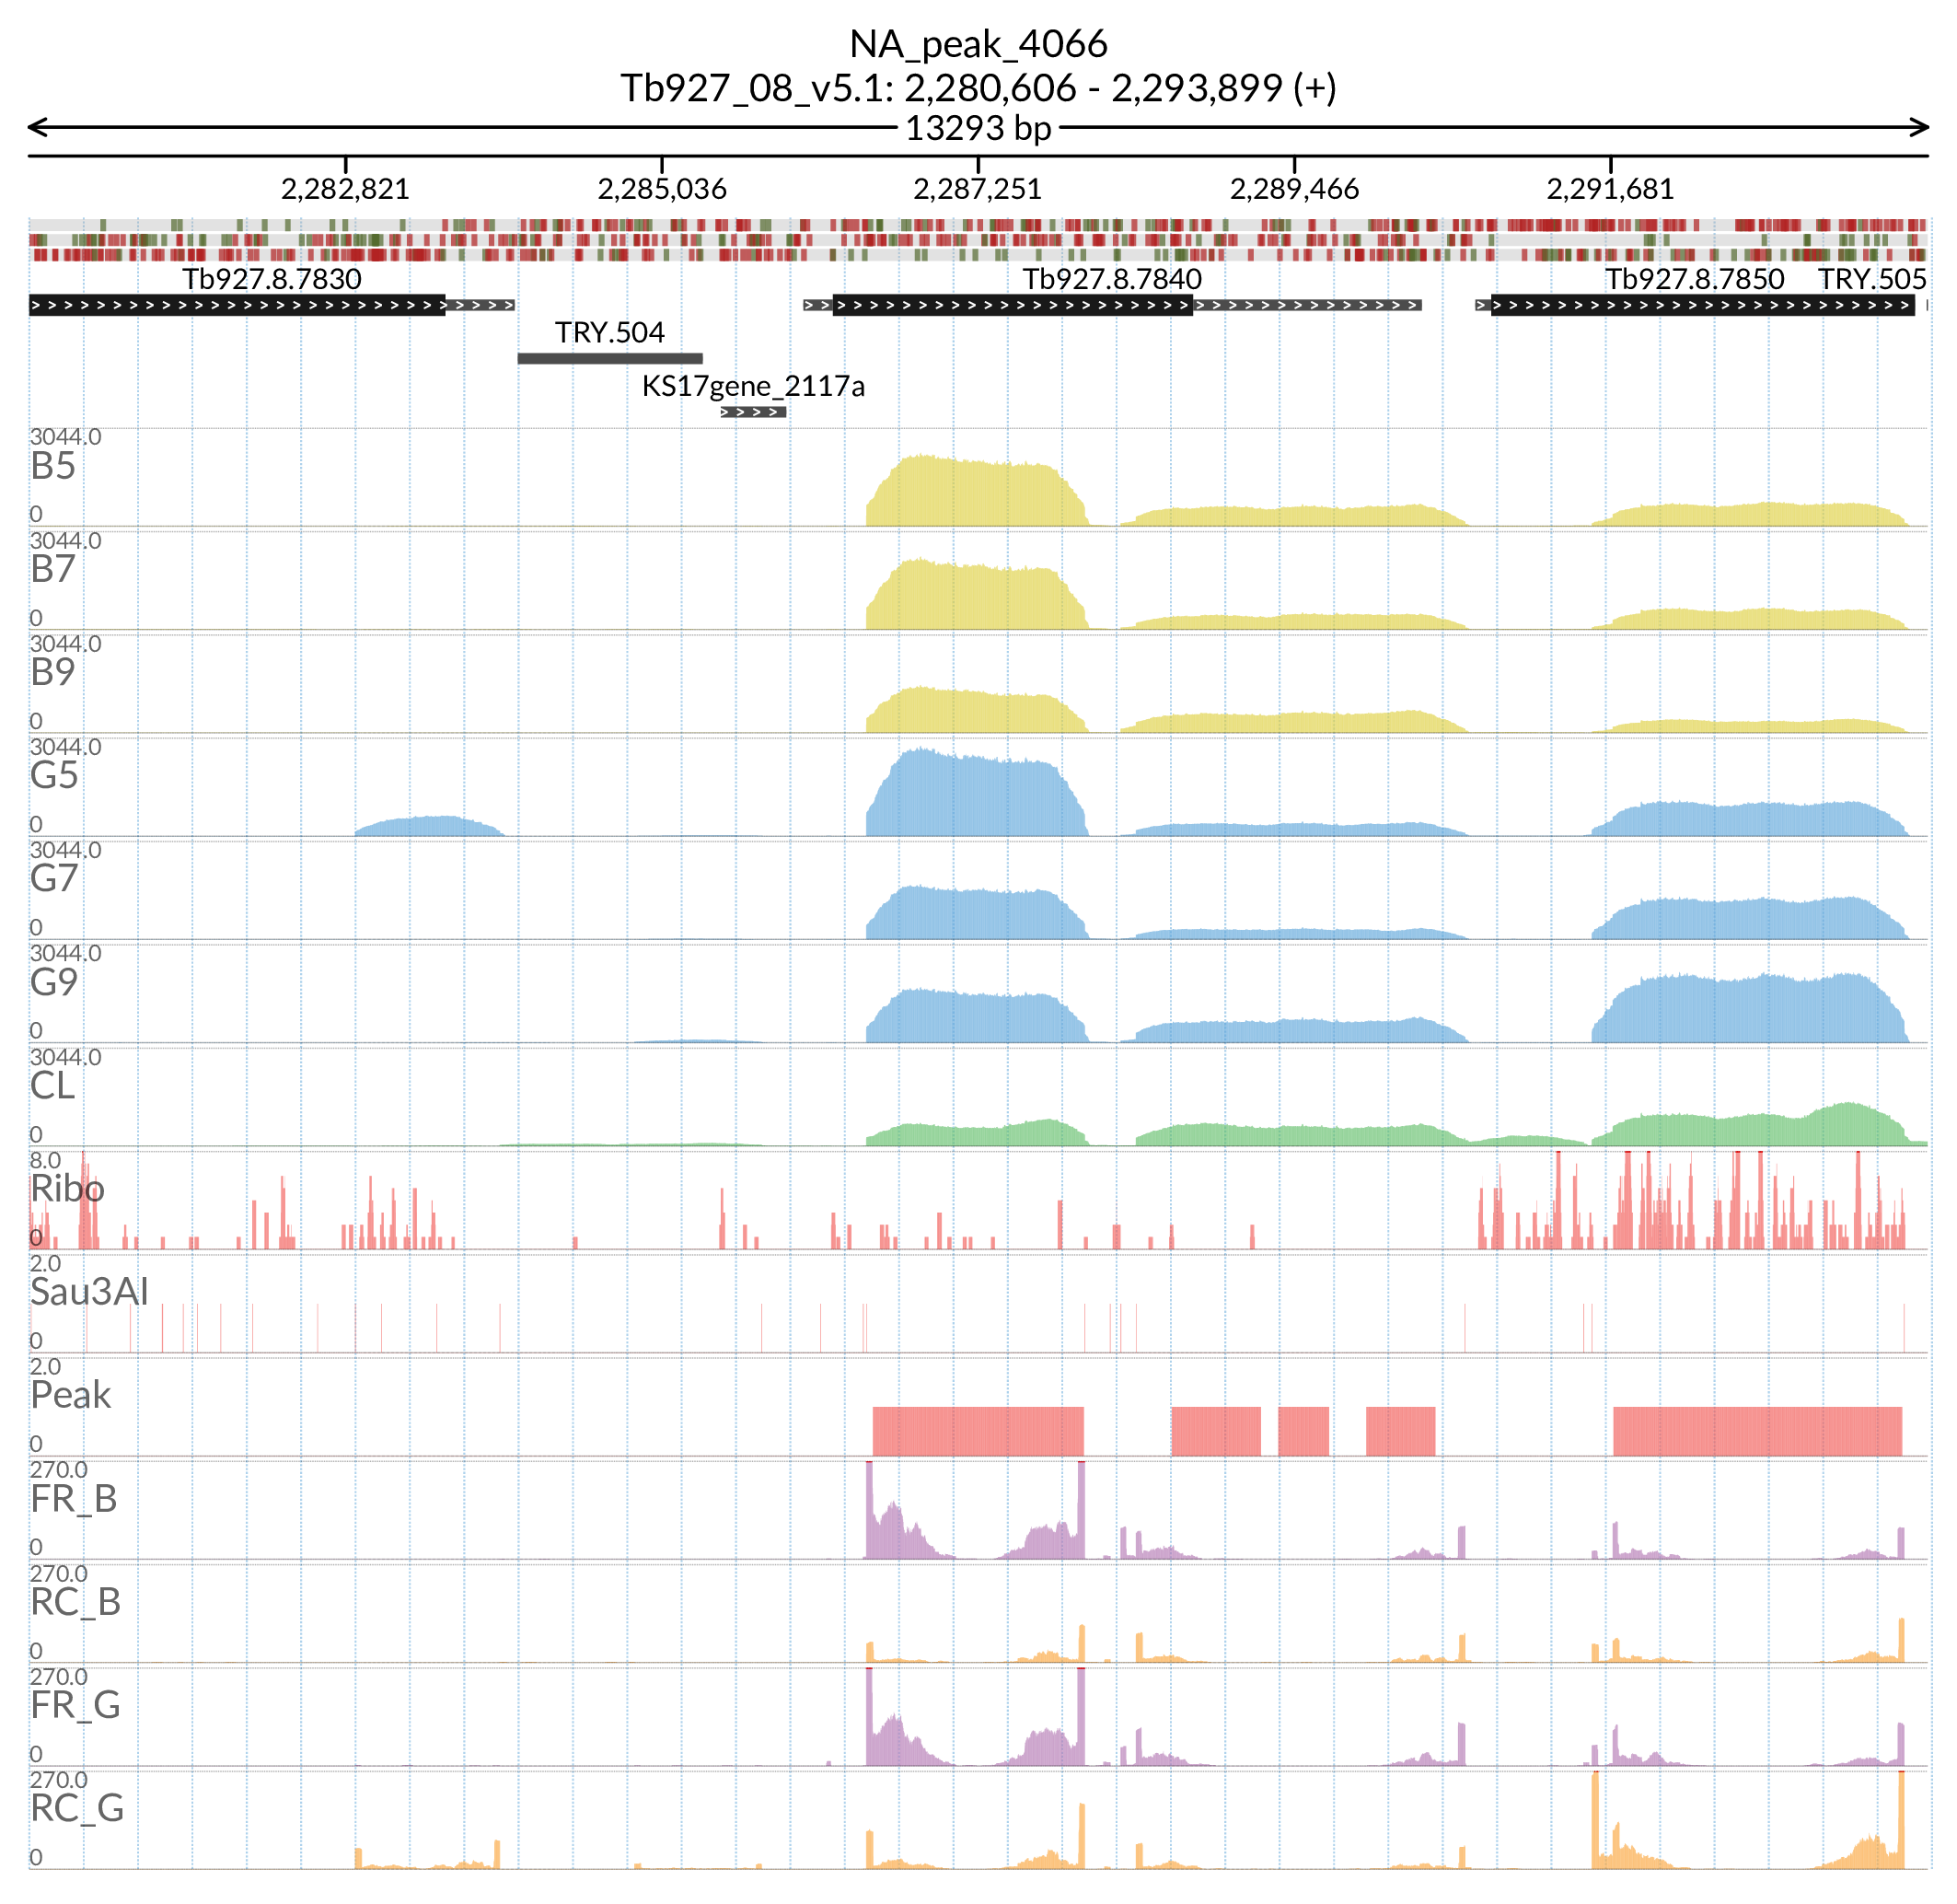 NA_peak_4066
Tb927_08_v5.1: 2,280,606 - 2,293,899 (+)
13293 bp
2,282,821 2,285,036 2,287,251 2,289,466 2,291,681
Tb927.8.7830 Tb927.8.7840 Tb927.8.7850 TRY.505
TRY.504
KS17gene_2117a
3044.0
B5
0
3044.0
B7
0
3044.0
B9
0
3044.0
G5
0
3044.0
G7
0
3044.0
G9
0
3044.0
CL
0
8.0
Ribo
0
2.0
Sau3AI
0
2.0
Peak
0
270.0
FR_B
0
270.0
RC_B
0
270.0
FR_G
0
270.0
RC_G
0